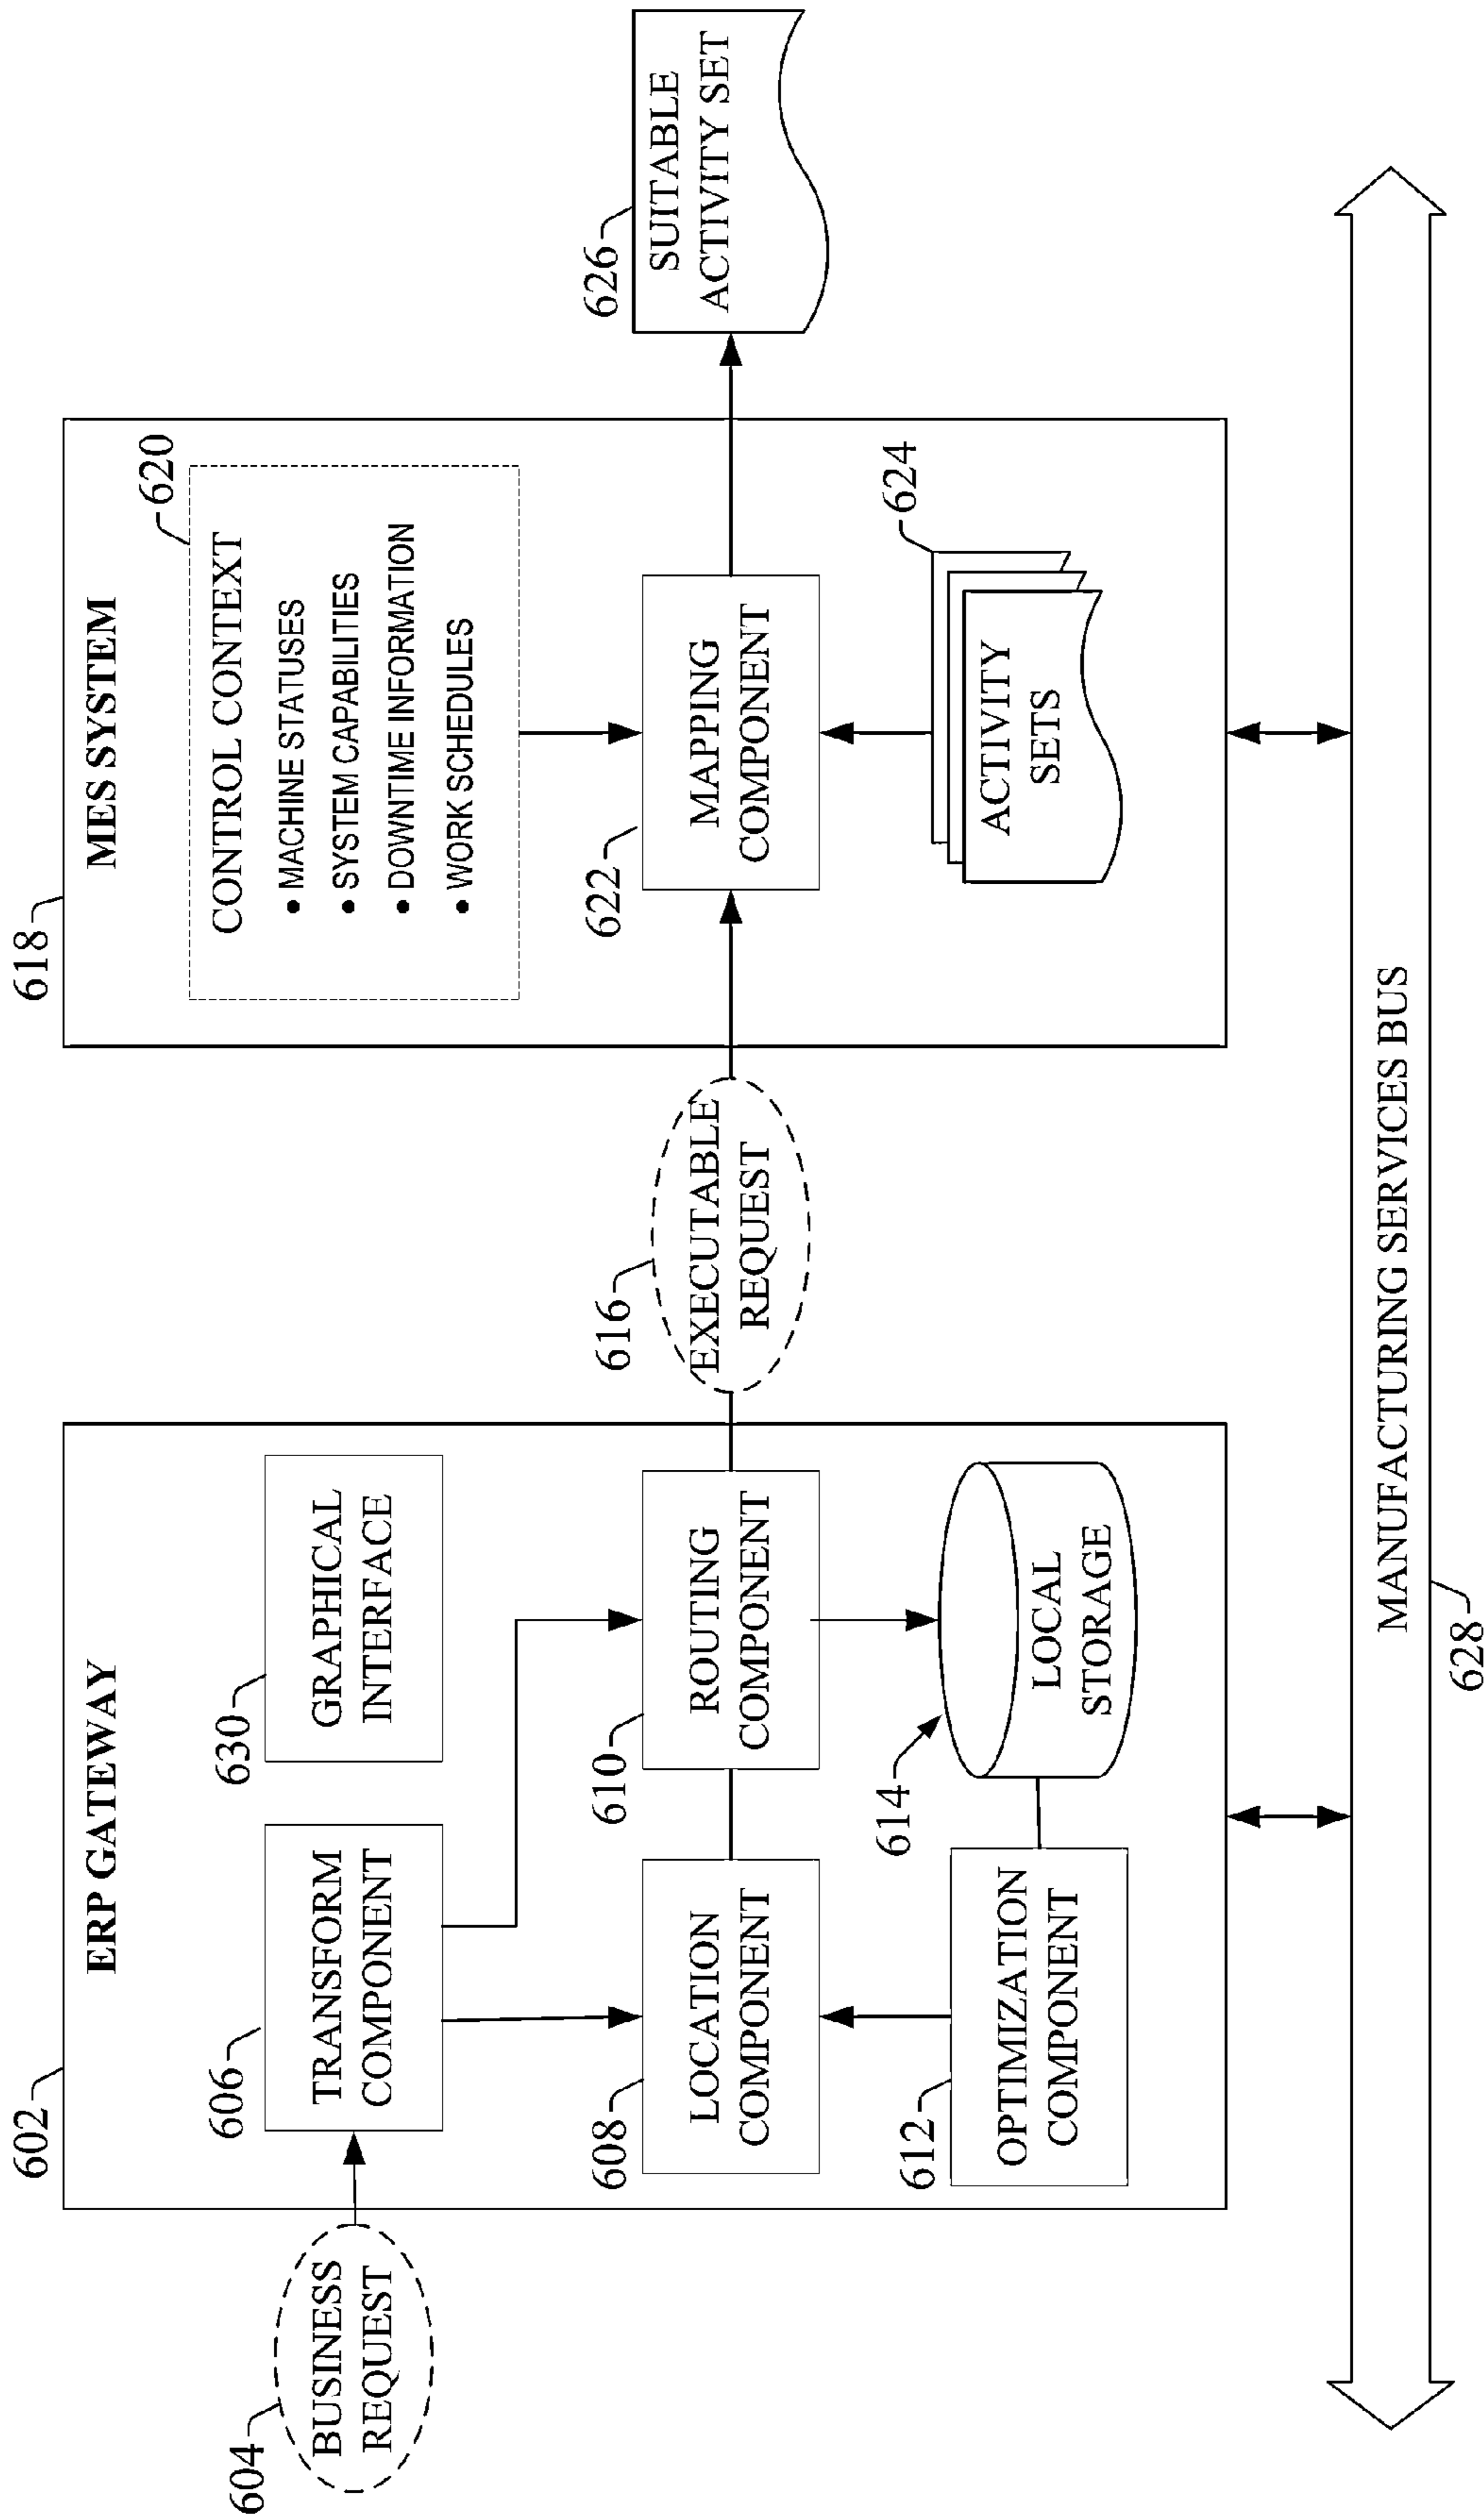 602
ERP GATEWAY
604
BUSINESS
REQUEST
606
TRANSFORM
COMPONENT
630
GRAPHICAL
INTERFACE
608
LOCATION
COMPONENT
610
ROUTING
COMPONENT
612
OPTIMIZATION
COMPONENT
614
LOCAL
STORAGE
616
EXECUTABLE
REQUEST
618
MES SYSTEM
620
CONTROL CONTEXT
• MACHINE STATUSES
• SYSTEM CAPABILITIES
• DOWNTIME INFORMATION
• WORK SCHEDULES
622
MAPPING
COMPONENT
624
ACTIVITY
SETS
626
SUITABLE
ACTIVITY SET
MANUFACTURING SERVICES BUS
628